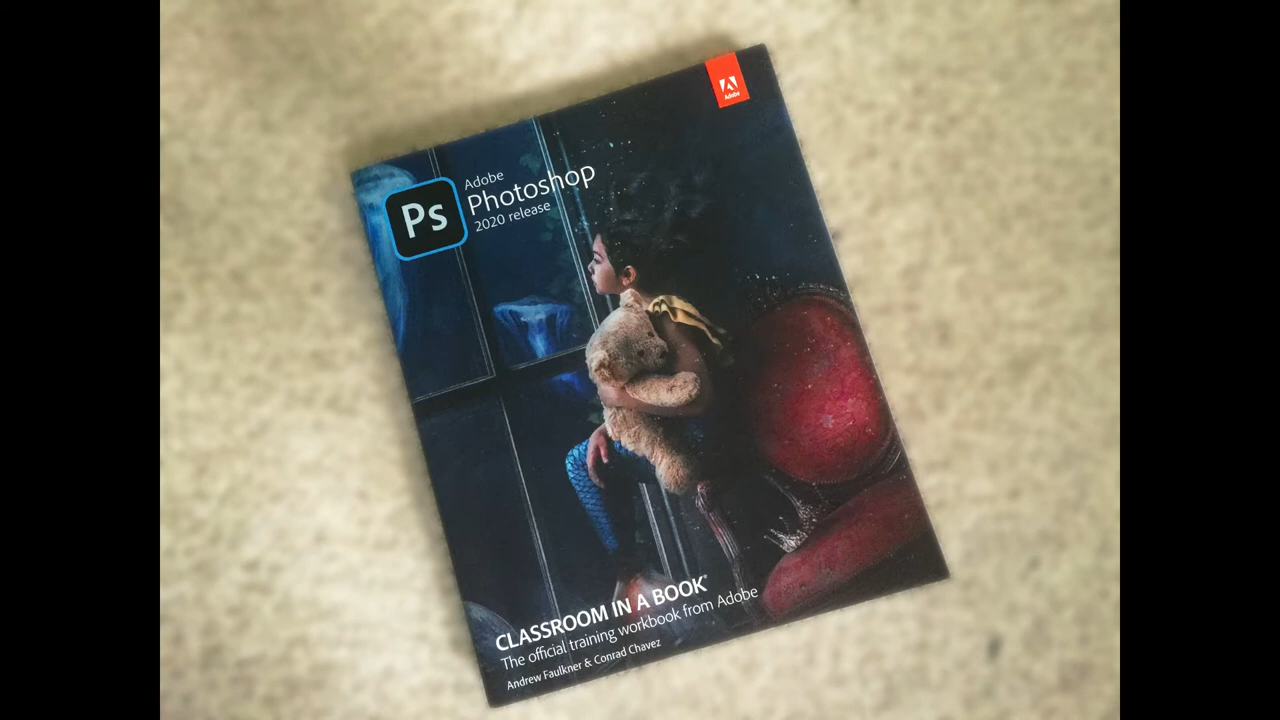 Adobe
Ps
Adobe
Photoshop
2020 release
CLASSROOM IN A BOOK®
The official training workbook from Adobe
Andrew Faulkner & Conrad Chavez